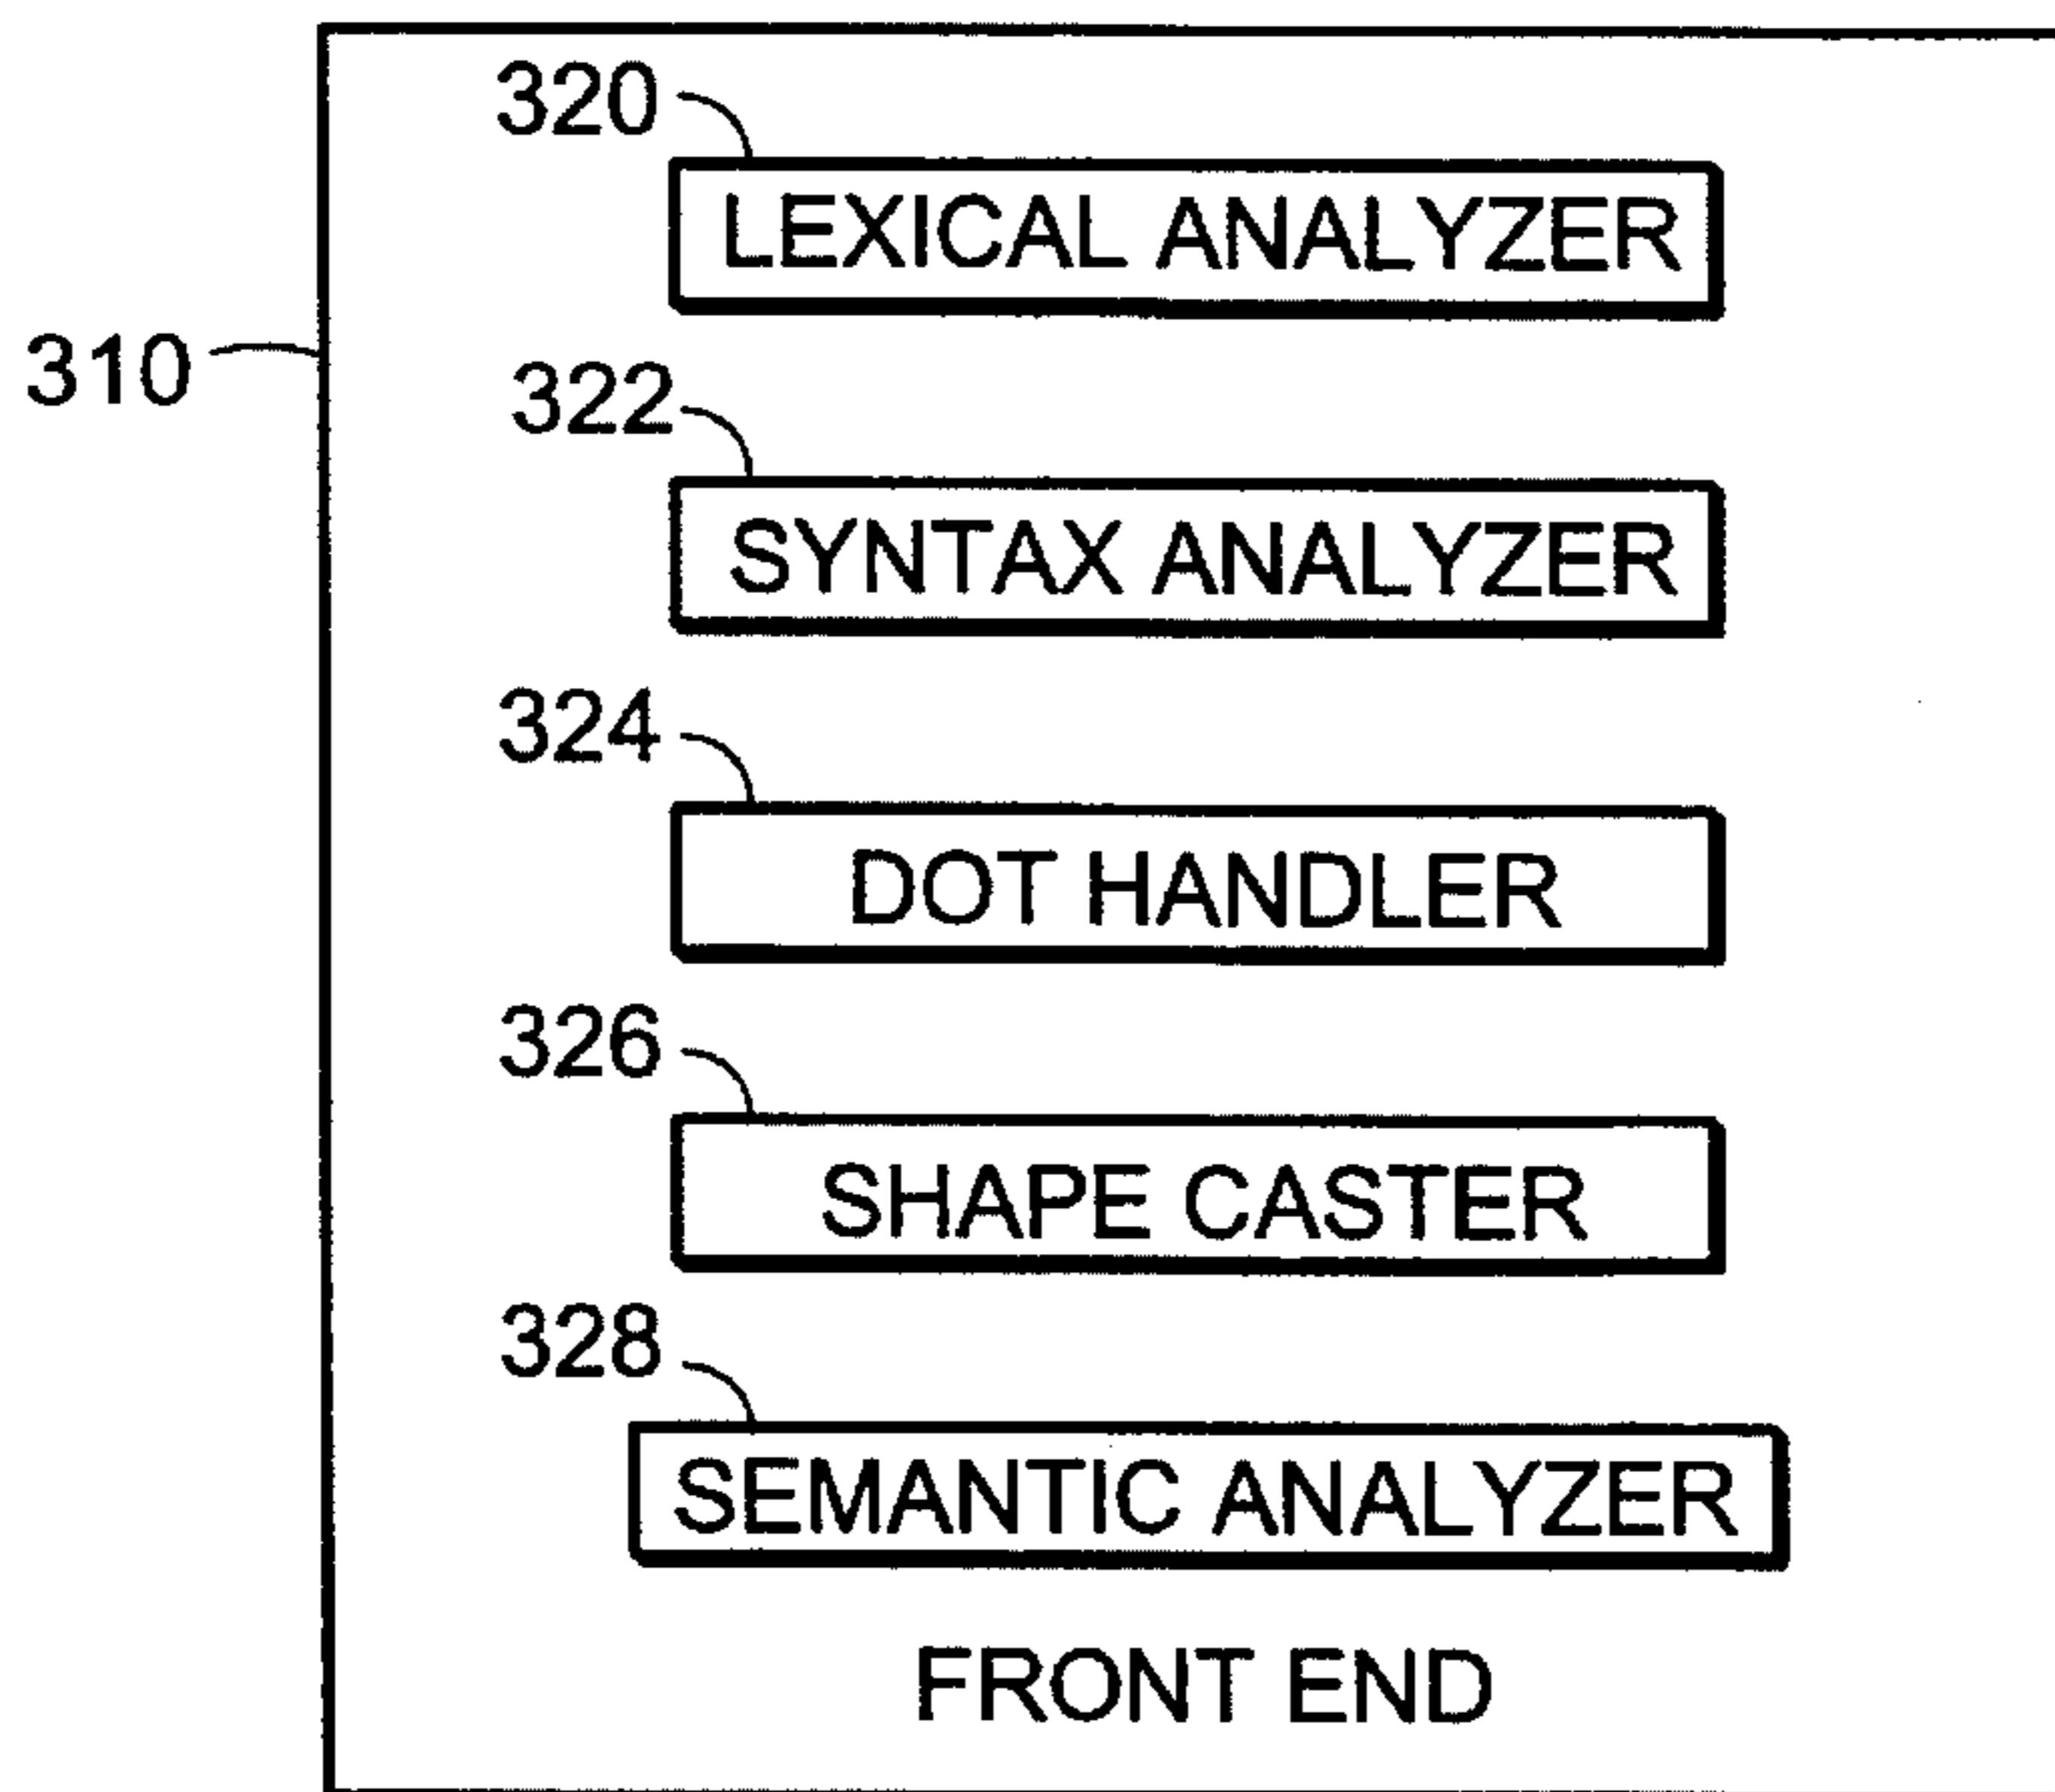 320
LEXICAL ANALYZER
310
322
SYNTAX ANALYZER
324
DOT HANDLER
326
SHAPE CASTER
328
SEMANTIC ANALYZER
FRONT END